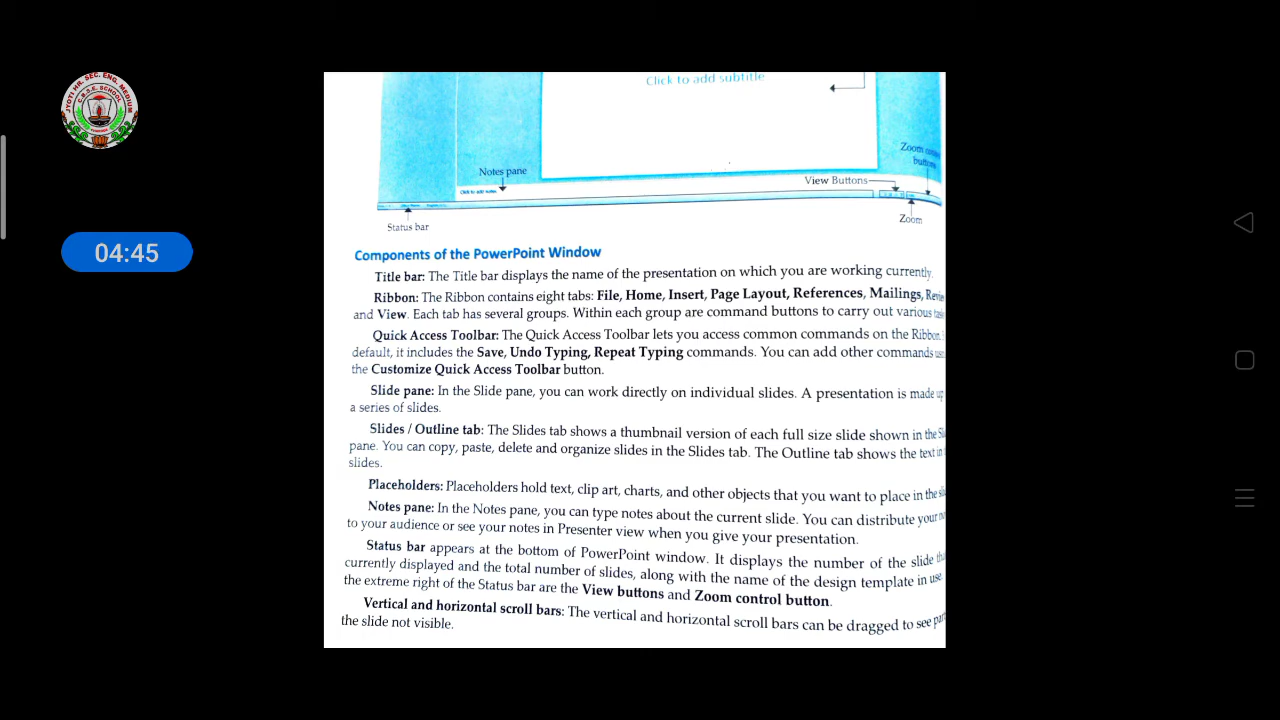 JYOTI HR. SEC. ENG. MEDIUM
C.B.S.E. SCHOOL
04:45
Click to add subtitle
Zoom
Notes pane
View Buttons
Click to add notes
Status bar
Zoom
Components of the PowerPoint Window
Title bar: The Title bar displays the name of the presentation on which you are working currently.
Ribbon: The Ribbon contains eight tabs: File, Home, Insert, Page Layout, References, Mailings,
and View. Each tab has several groups. Within each group are command buttons to carry out various
Quick Access Toolbar: The Quick Access Toolbar lets you access common commands on the Ribbon.
default, it includes the Save, Undo Typing, Repeat Typing commands. You can add other commands
the Customize Quick Access Toolbar button.
Slide pane: In the Slide pane, you can work directly on individual slides. A presentation is made up
a series of slides.
Slides / Outline tab: The Slides tab shows a thumbnail version of each full size slide shown in the
pane. You can copy, paste, delete and organize slides in the Slides tab. The Outline tab shows the text in
slides.
Placeholders: Placeholders hold text, clip art, charts, and other objects that you want to place in the
Notes pane: In the Notes pane, you can type notes about the current slide. You can distribute your
to your audience or see your notes in Presenter view when you give your presentation.
Status bar appears at the bottom of PowerPoint window. It displays the number of the slide
currently displayed and the total number of slides, along with the name of the design template in use.
the extreme right of the Status bar are the View buttons and Zoom control button.
Vertical and horizontal scroll bars: The vertical and horizontal scroll bars can be dragged to see
the slide not visible.